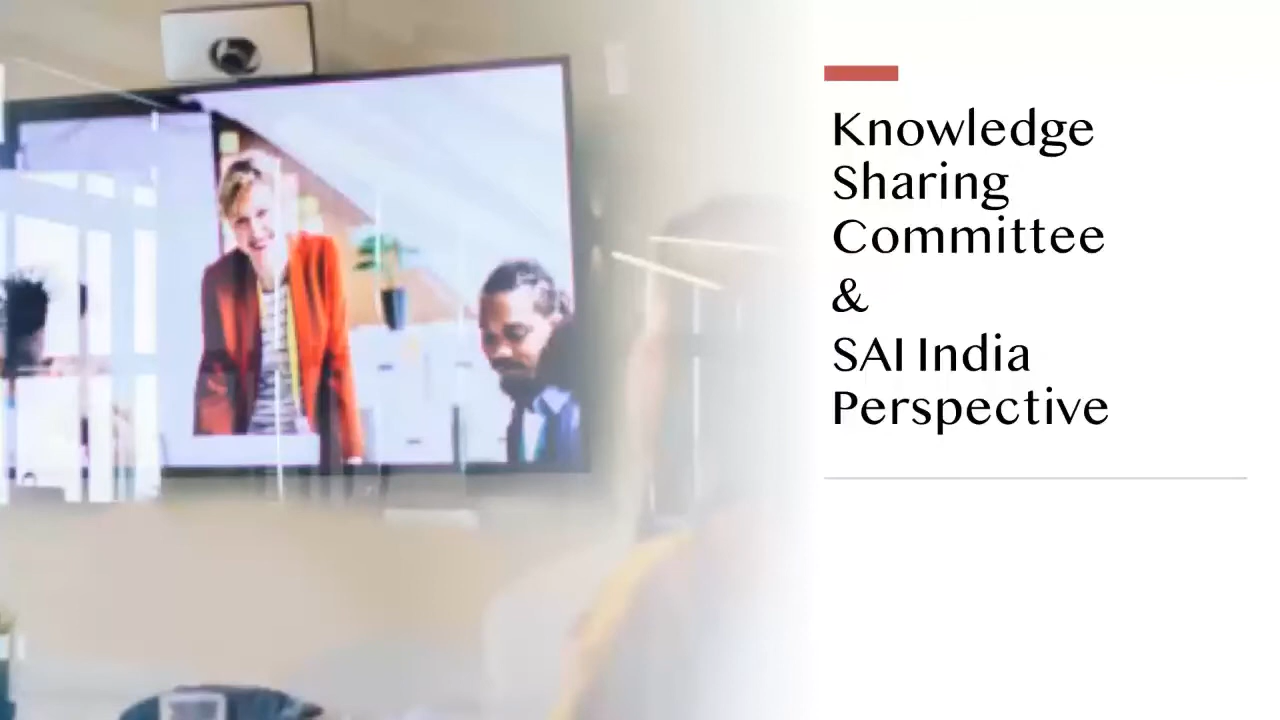 Knowledge
Sharing
Committee
&
SAI India
Perspective